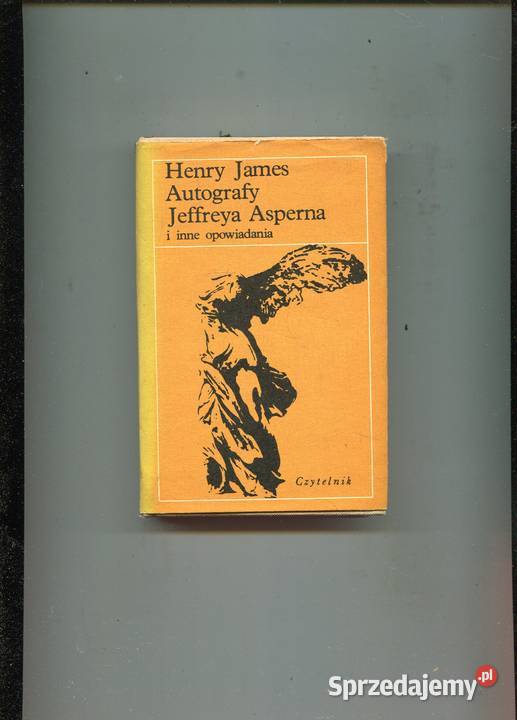 Henry James
Autografy
Jeffreya Asperna
i inne opowiadania
Czytelnik
Sprzedajemy.pl